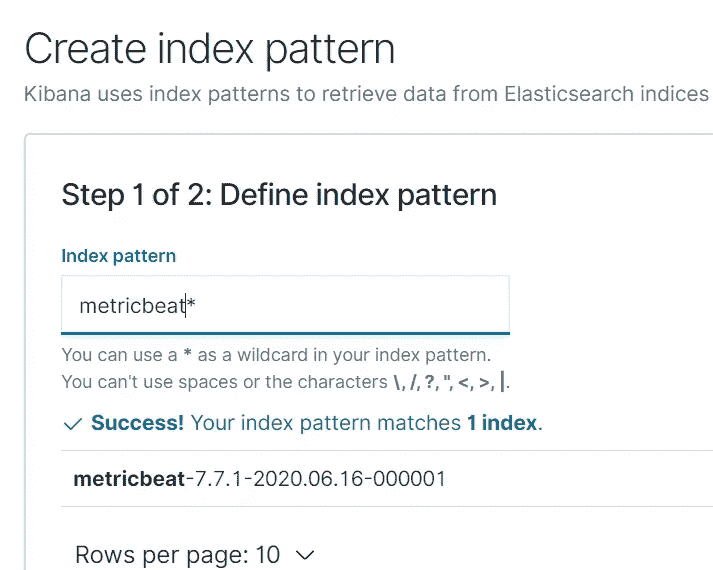 Create index pattern
Kibana uses index patterns to retrieve data from Elasticsearch indices
Step 1 of 2: Define index pattern
Index pattern
metricbeat*
You can use a * as a wildcard in your index pattern.
You can't use spaces or the characters \, /, ?, ", <, >, |.
Success! Your index pattern matches 1 index.
metricbeat-7.7.1-2020.06.16-000001
Rows per page: 10